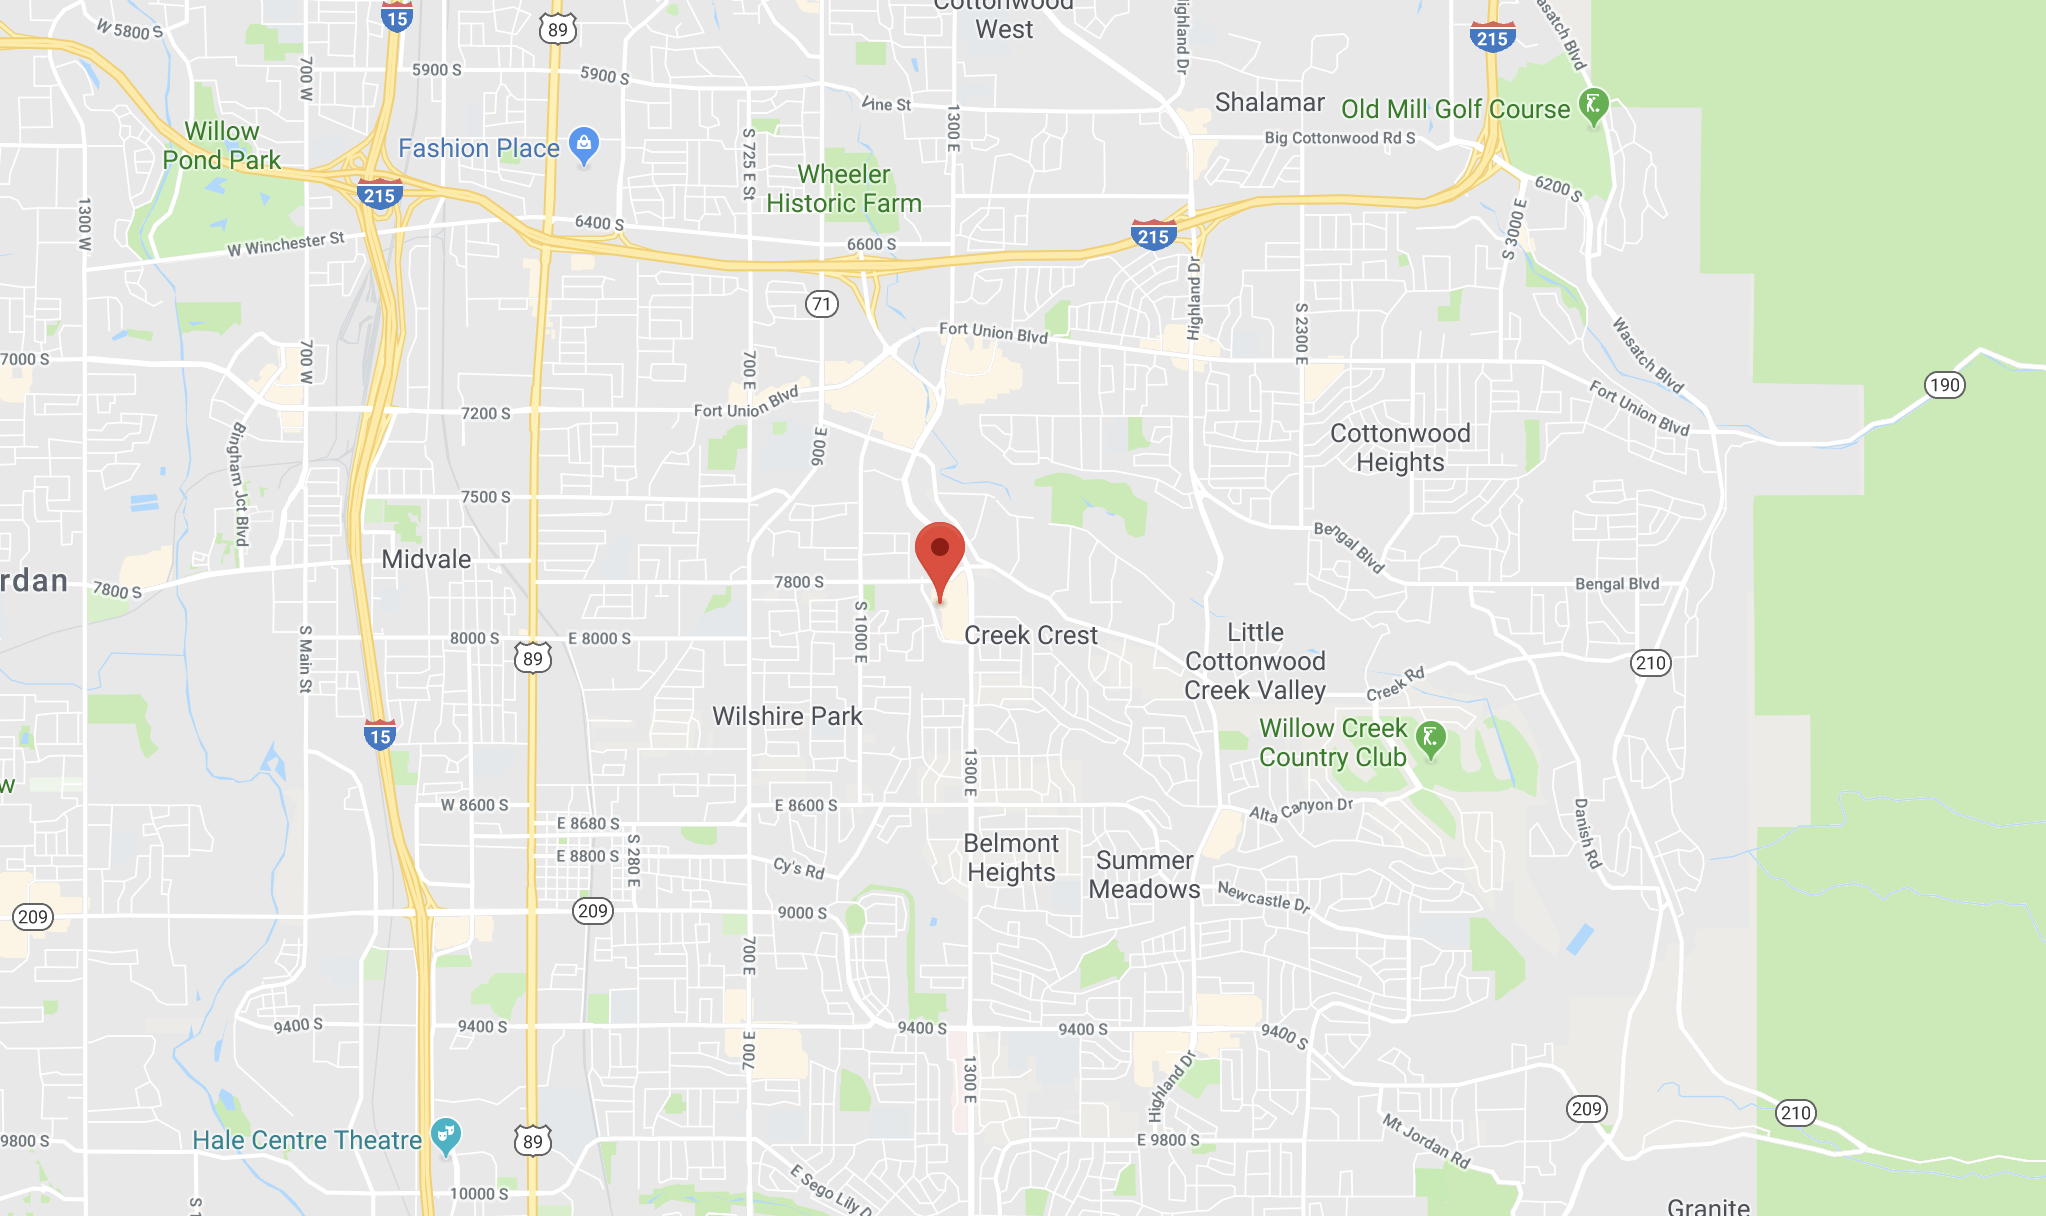 Cottonwood
West
15
89
215
W 5800 S
Wasatch Blvd
Highland Dr
700 W
5900 S
5900 S
Vine St
1300 E
Shalamar
Old Mill Golf Course
Big Cottonwood Rd S
Willow
Pond Park
Fashion Place
S 725 E St
Wheeler
Historic Farm
215
6200 S
1300 W
W Winchester St
6400 S
6600 S
215
S 3000 E
71
Highland Dr
S 2300 E
Fort Union Blvd
7000 S
700 W
700 E
Wasatch Blvd
190
Fort Union Blvd
7200 S
Fort Union Blvd
900 E
Bingham Jct Blvd
Cottonwood
Heights
7500 S
Bengal Blvd
Midvale
rdan
7800 S
7800 S
Bengal Blvd
S Main St
8000 S
E 8000 S
S 1000 E
Creek Crest
Little
Cottonwood
Creek Valley
89
210
Creek Rd
15
Wilshire Park
Willow Creek
Country Club
w
1300 E
W 8600 S
E 8600 S
Alta Canyon Dr
E 8680 S
S 280 E
Danish Rd
E 8800 S
Cy's Rd
Belmont
Heights
Summer
Meadows
Newcastle Dr
209
209
9000 S
700 E
9400 S
9400 S
9400 S
9400 S
9400 S
700 E
1300 E
Highland Dr
209
210
9800 S
Hale Centre Theatre
89
E 9800 S
Mt Jordan Rd
E Sego Lily D
10000 S
S 1
Granite